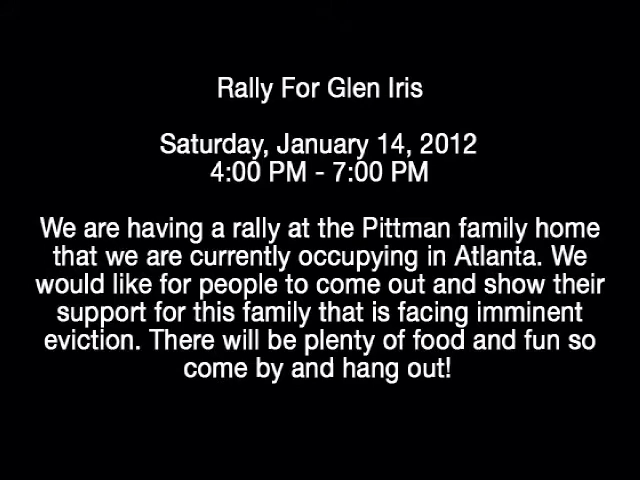 Rally For Glen Iris
Saturday, January 14, 2012
4:00 PM - 7:00 PM
We are having a rally at the Pittman family home
that we are currently occupying in Atlanta. We
would like for people to come out and show their
support for this family that is facing imminent
eviction. There will be plenty of food and fun so
come by and hang out!